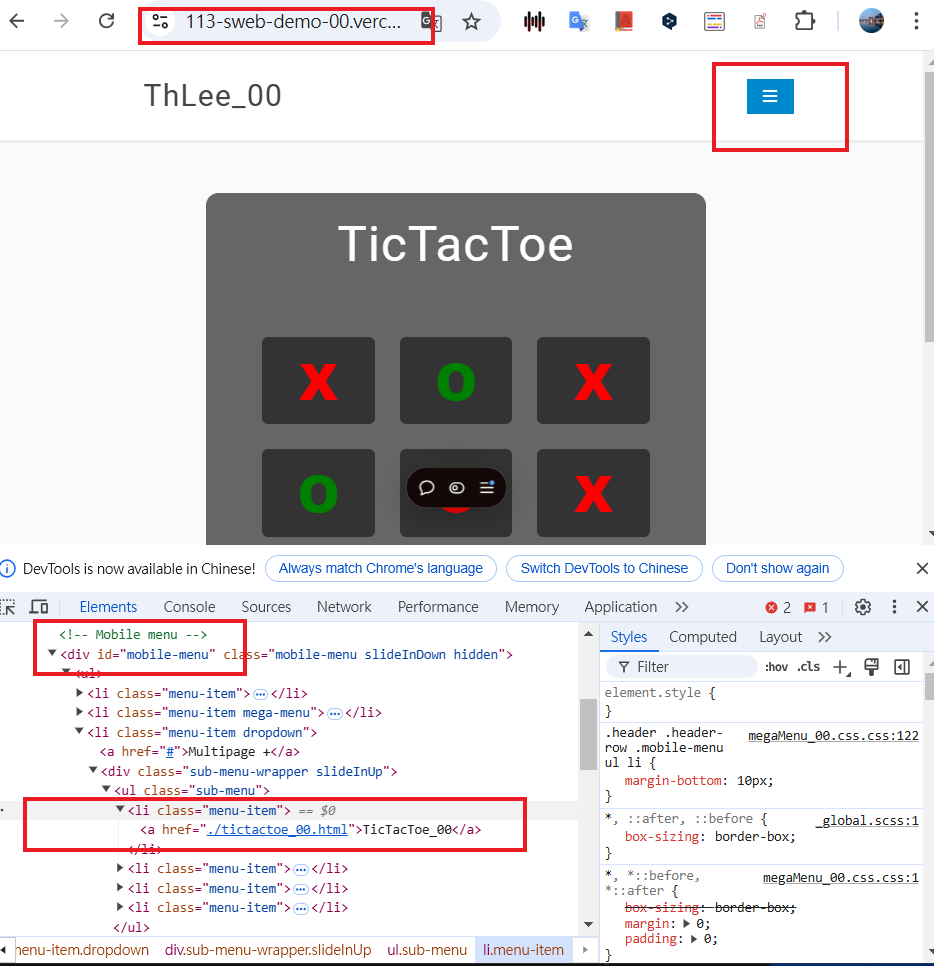 113-sweb-demo-00.verc...
ThLee_00
TicTacToe
X O X
O X
DevTools is now available in Chinese! Always match Chrome's language Switch DevTools to Chinese Don't show again
Elements Console Sources Network Performance Memory Application 2 1
<!-- Mobile menu -->
<div id="mobile-menu" class="mobile-menu slideInDown hidden">
<ul>
<li class="menu-item"> … </li>
<li class="menu-item mega-menu"> … </li>
<li class="menu-item dropdown">
<a href="#">Multipage +</a>
<div class="sub-menu-wrapper slideInUp">
<ul class="sub-menu">
<li class="menu-item"> == $0
<a href="./tictactoe_00.html">TicTacToe_00</a>
</li>
<li class="menu-item"> … </li>
<li class="menu-item"> … </li>
<li class="menu-item"> … </li>
</ul>
menu-item.dropdown div.sub-menu-wrapper.slideInUp ul.sub-menu li.menu-item
Styles Computed Layout
Filter :hov .cls
element.style {
}
.header .header-row .mobile-menu ul li { megaMenu_00.css.css:122
margin-bottom: 10px;
}
*, ::after, ::before { _global.scss:1
box-sizing: border-box;
}
*, *::before, *::after { megaMenu_00.css.css:1
box-sizing: border-box;
margin: 0;
padding: 0;
}